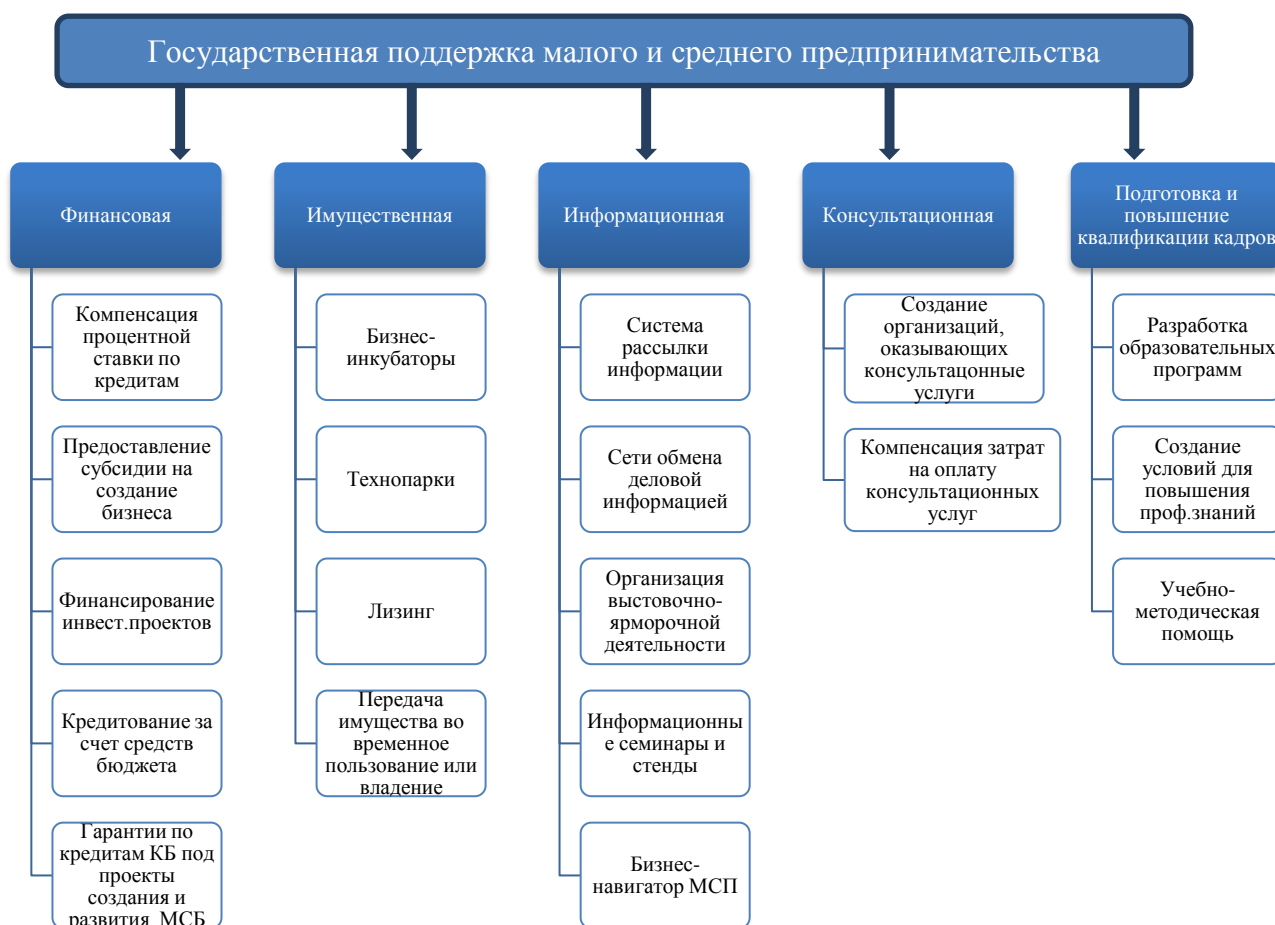 Государственная поддержка малого и среднего предпринимательства
Финансовая
Компенсация
процентной
ставки по
кредитам
Предоставление
субсидии на
создание
бизнеса
Финансирование
инвест.проектов
Кредитование за
счет средств
бюджета
Гарантии по
кредитам КБ под
проекты
создания и
развития МСБ
Имущественная
Бизнес-
инкубаторы
Технопарки
Лизинг
Передача
имущества во
временное
пользование или
владение
Информационная
Система
рассылки
информации
Сети обмена
деловой
информацией
Организация
выстовочно-
ярморочной
деятельности
Информационны
е семинары и
стенды
Бизнес-
навигатор МСП
Консультационная
Создание
организаций,
оказывающих
консультацонные
услуги
Компенсация затрат
на оплату
консультационных
услуг
Подготовка и
повышение
квалификации кадров
Разработка
образовательных
программ
Создание
условий для
повышения
проф.знаний
Учебно-
методическая
помощь